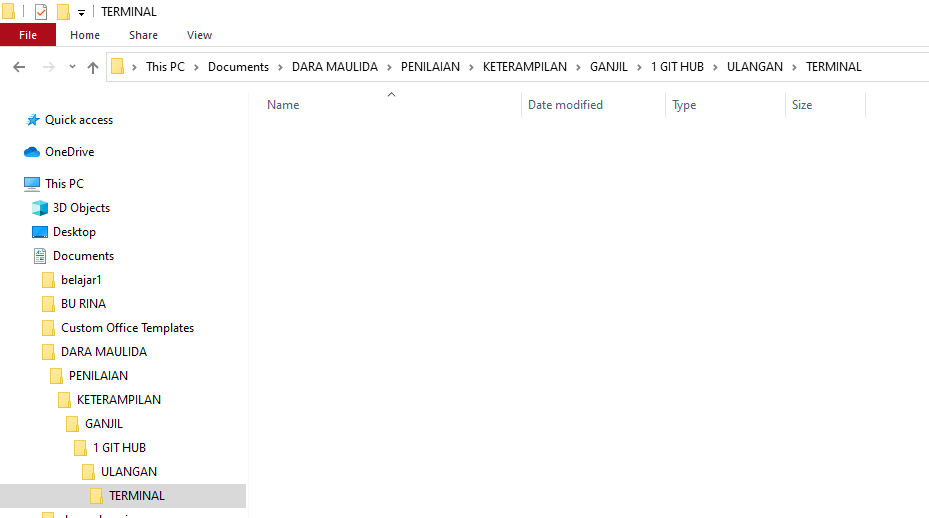 TERMINAL
File Home Share View
This PC Documents DARA MAULIDA PENILAIAN KETERAMPILAN GANJIL 1 GIT HUB ULANGAN TERMINAL
Name Date modified Type Size
Quick access
OneDrive
This PC
3D Objects
Desktop
Documents
belajar1
BU RINA
Custom Office Templates
DARA MAULIDA
PENILAIAN
KETERAMPILAN
GANJIL
1 GIT HUB
ULANGAN
TERMINAL